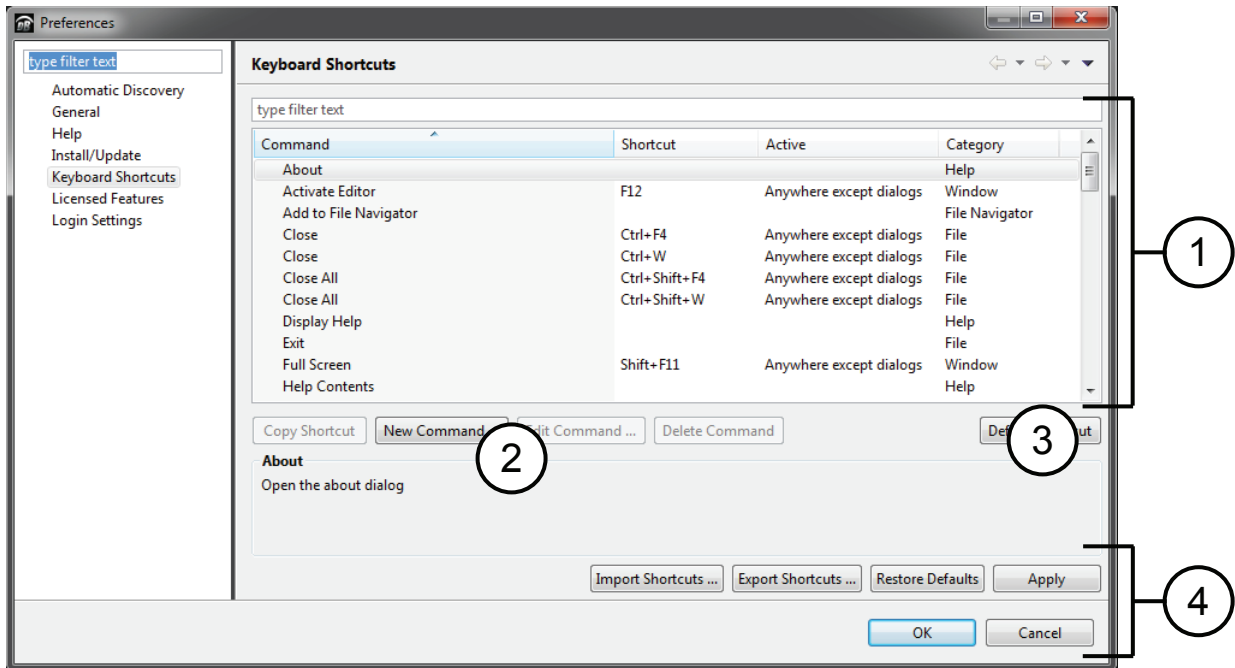 Preferences
type filter text
Automatic Discovery
General
Help
Install/Update
Keyboard Shortcuts
Licensed Features
Login Settings
Keyboard Shortcuts
type filter text
Command Shortcut Active Category
About Help
Activate Editor F12 Anywhere except dialogs Window
Add to File Navigator File Navigator
Close Ctrl+F4 Anywhere except dialogs File
Close Ctrl+W Anywhere except dialogs File
Close All Ctrl+Shift+F4 Anywhere except dialogs File
Close All Ctrl+Shift+W Anywhere except dialogs File
Display Help Help
Exit File
Full Screen Shift+F11 Anywhere except dialogs Window
Help Contents Help
1
Copy Shortcut New Command Edit Command ... Delete Command
2
3
About
Open the about dialog
Import Shortcuts ... Export Shortcuts ... Restore Defaults Apply
4
OK Cancel